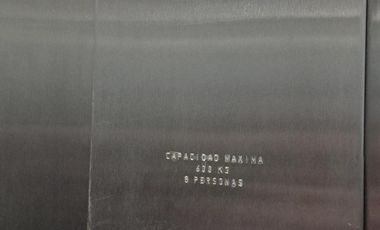 CAPACIDAD MAXIMA
600 KG
8 PERSONAS